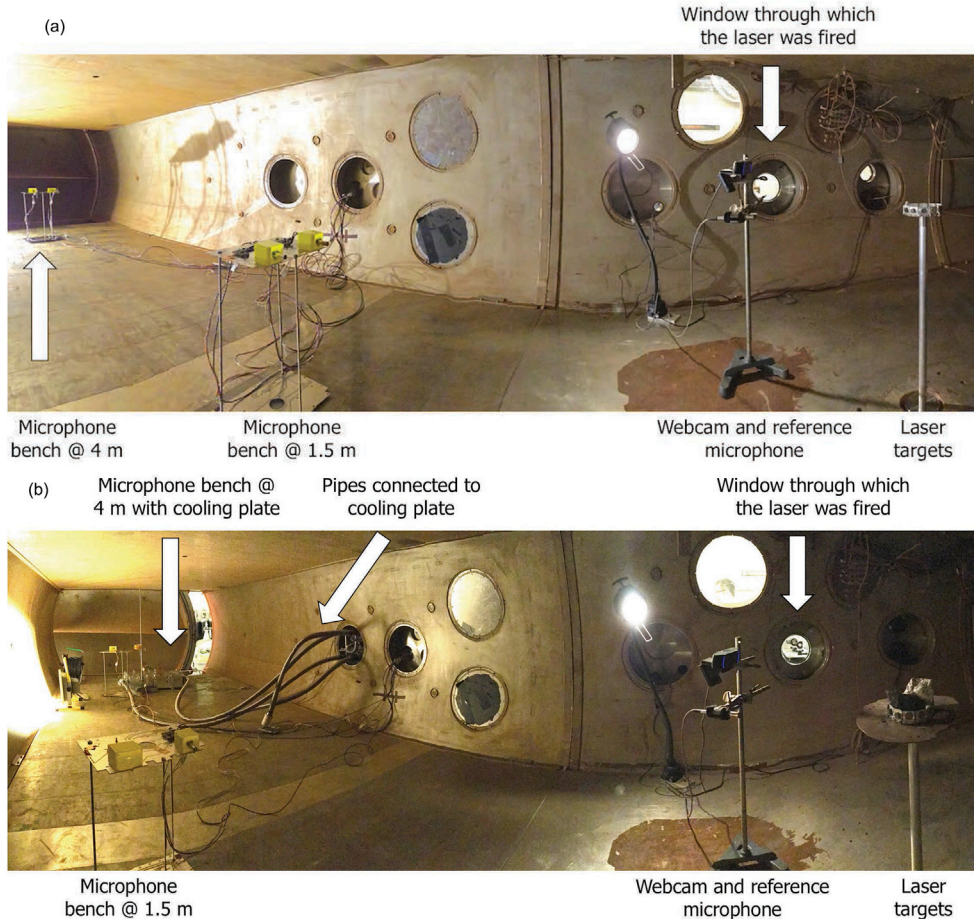 (a)
Window through which
the laser was fired
Microphone
bench @ 4 m
Microphone
bench @ 1.5 m
Webcam and reference
microphone
Laser
targets
(b)
Microphone bench @
4 m with cooling plate
Pipes connected to
cooling plate
Window through which
the laser was fired
Microphone
bench @ 1.5 m
Webcam and reference
microphone
Laser
targets